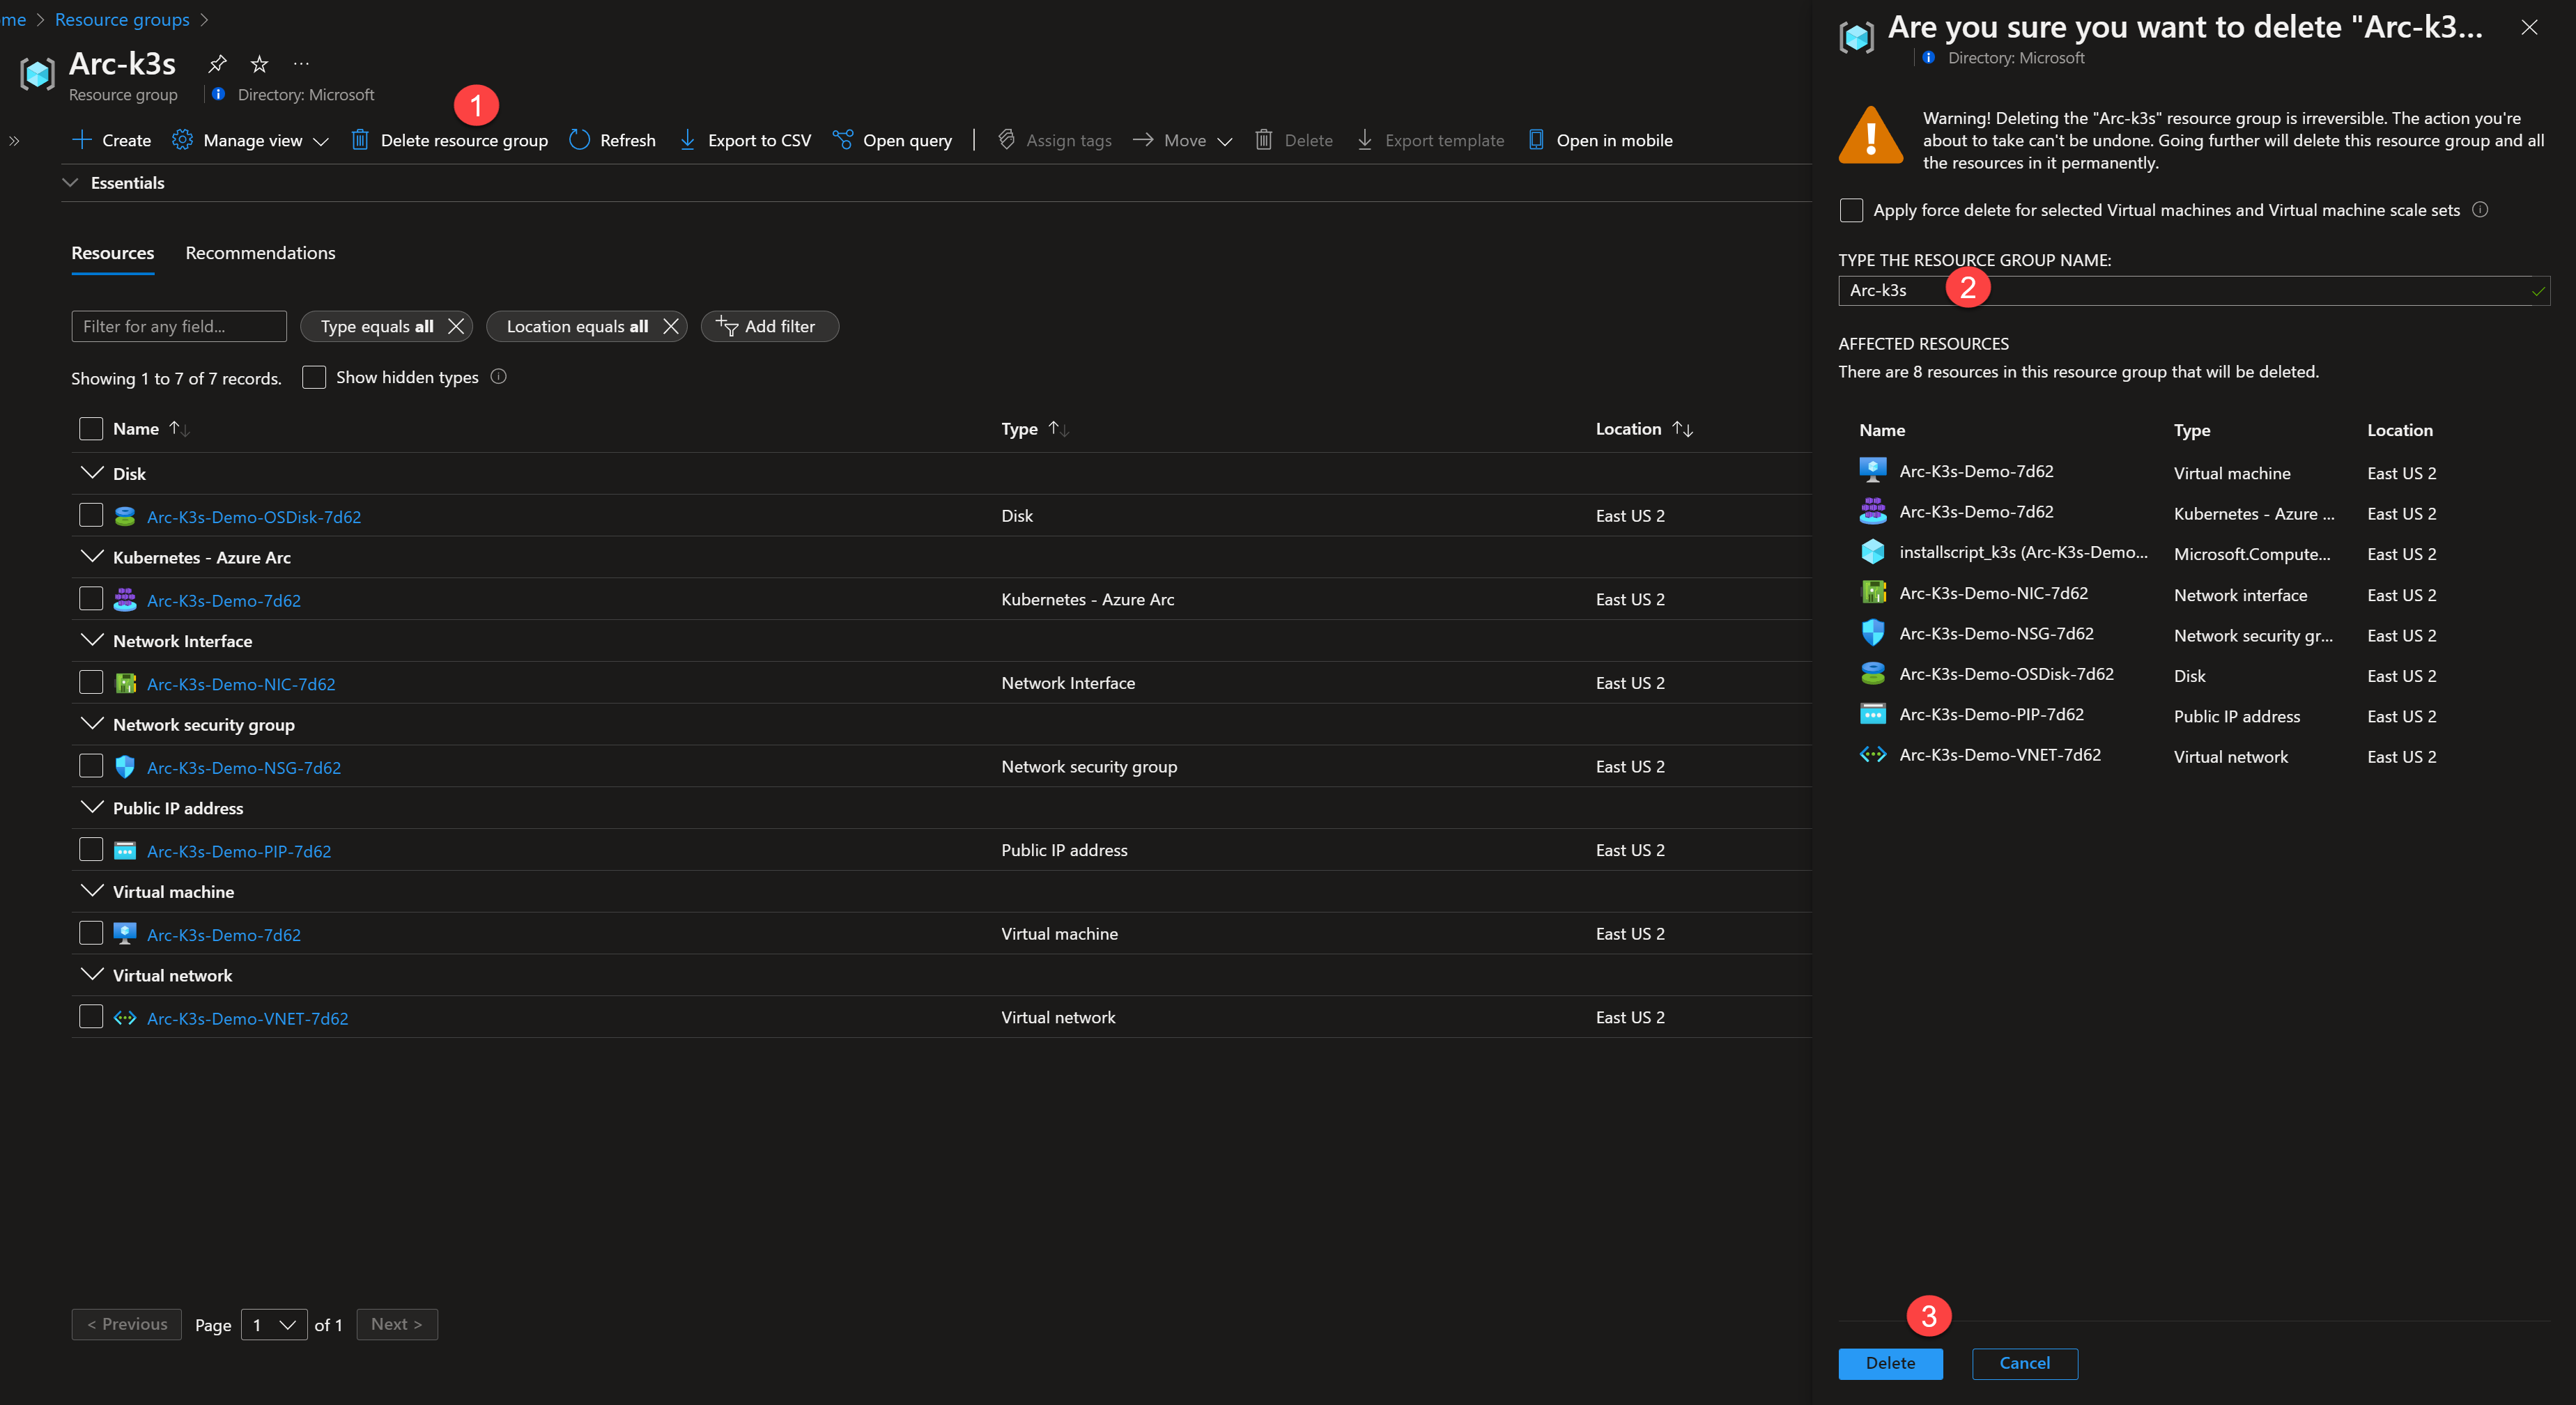 me > Resource groups >
Arc-k3s
Resource group
Directory: Microsoft
1
Create Manage view Delete resource group Refresh Export to CSV Open query Assign tags Move Delete Export template Open in mobile
Essentials
Resources Recommendations
Filter for any field...
Type equals all
Location equals all
Add filter
Showing 1 to 7 of 7 records.
Show hidden types
Name Type Location
Disk
Arc-K3s-Demo-OSDisk-7d62 Disk East US 2
Kubernetes - Azure Arc
Arc-K3s-Demo-7d62 Kubernetes - Azure Arc East US 2
Network Interface
Arc-K3s-Demo-NIC-7d62 Network Interface East US 2
Network security group
Arc-K3s-Demo-NSG-7d62 Network security group East US 2
Public IP address
Arc-K3s-Demo-PIP-7d62 Public IP address East US 2
Virtual machine
Arc-K3s-Demo-7d62 Virtual machine East US 2
Virtual network
Arc-K3s-Demo-VNET-7d62 Virtual network East US 2
< Previous Page 1 of 1 Next >
Are you sure you want to delete "Arc-k3...
Directory: Microsoft
Warning! Deleting the "Arc-k3s" resource group is irreversible. The action you're
about to take can't be undone. Going further will delete this resource group and all
the resources in it permanently.
Apply force delete for selected Virtual machines and Virtual machine scale sets
TYPE THE RESOURCE GROUP NAME:
Arc-k3s
2
AFFECTED RESOURCES
There are 8 resources in this resource group that will be deleted.
Name Type Location
Arc-K3s-Demo-7d62 Virtual machine East US 2
Arc-K3s-Demo-7d62 Kubernetes - Azure ... East US 2
installscript_k3s (Arc-K3s-Demo... Microsoft.Compute... East US 2
Arc-K3s-Demo-NIC-7d62 Network interface East US 2
Arc-K3s-Demo-NSG-7d62 Network security gr... East US 2
Arc-K3s-Demo-OSDisk-7d62 Disk East US 2
Arc-K3s-Demo-PIP-7d62 Public IP address East US 2
Arc-K3s-Demo-VNET-7d62 Virtual network East US 2
3
Delete Cancel